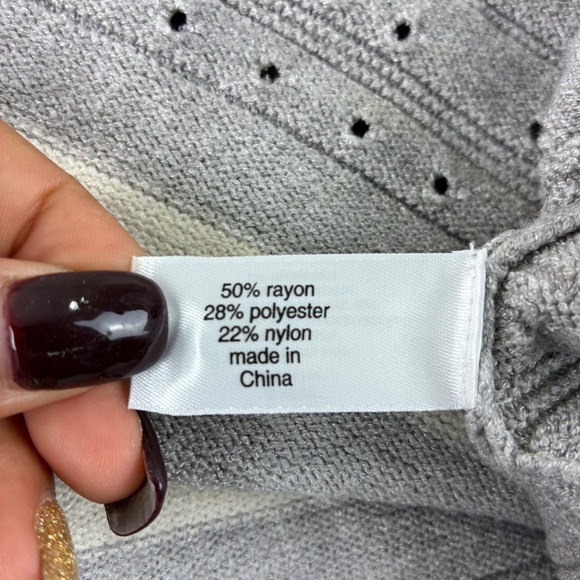 50% rayon
28% polyester
22% nylon
made in
China